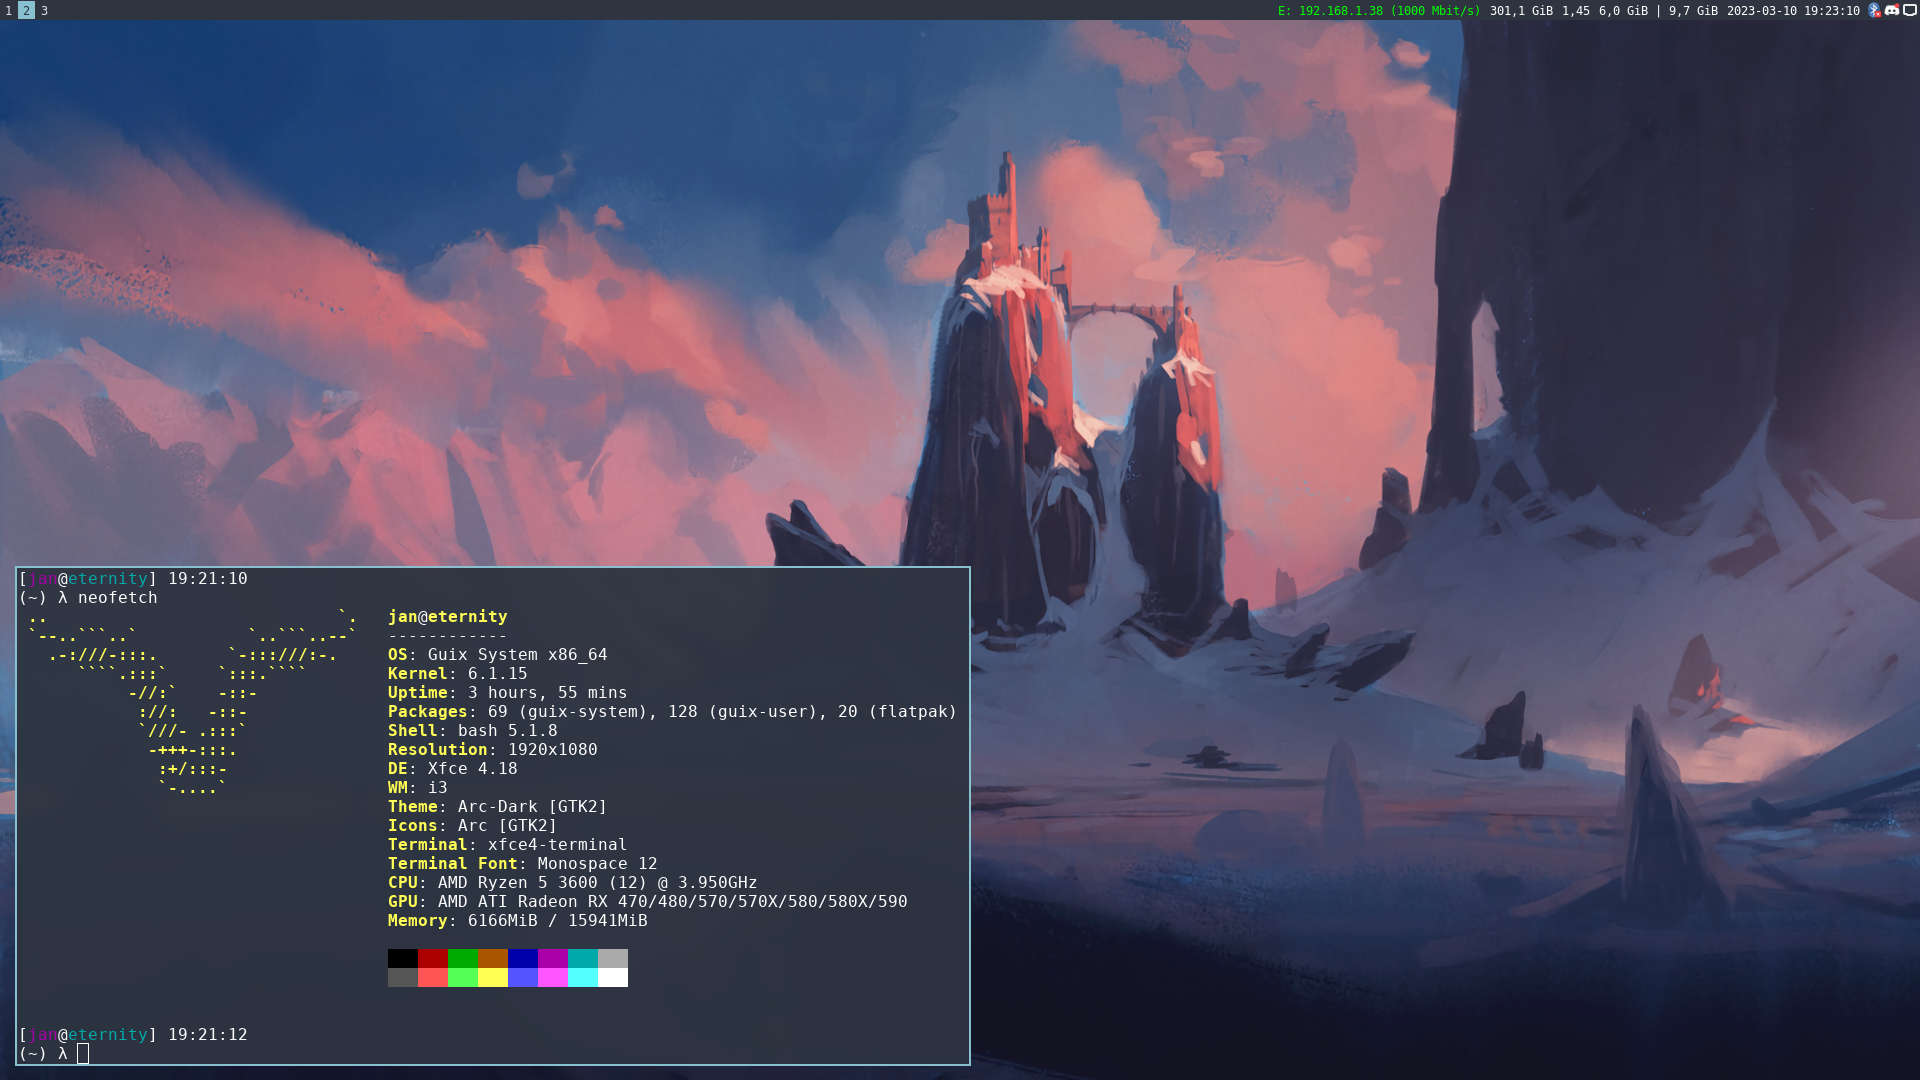 1 2 3 E: 192.168.1.38 (1000 Mbit/s) 301,1 GiB 1,45 6,0 GiB | 9,7 GiB 2023-03-10 19:23:10
[jan@eternity] 19:21:10
(~) λ neofetch
jan@eternity
------------
OS: Guix System x86_64
Kernel: 6.1.15
Uptime: 3 hours, 55 mins
Packages: 69 (guix-system), 128 (guix-user), 20 (flatpak)
Shell: bash 5.1.8
Resolution: 1920x1080
DE: Xfce 4.18
WM: i3
Theme: Arc-Dark [GTK2]
Icons: Arc [GTK2]
Terminal: xfce4-terminal
Terminal Font: Monospace 12
CPU: AMD Ryzen 5 3600 (12) @ 3.950GHz
GPU: AMD ATI Radeon RX 470/480/570/570X/580/580X/590
Memory: 6166MiB / 15941MiB
[jan@eternity] 19:21:12
(~) λ